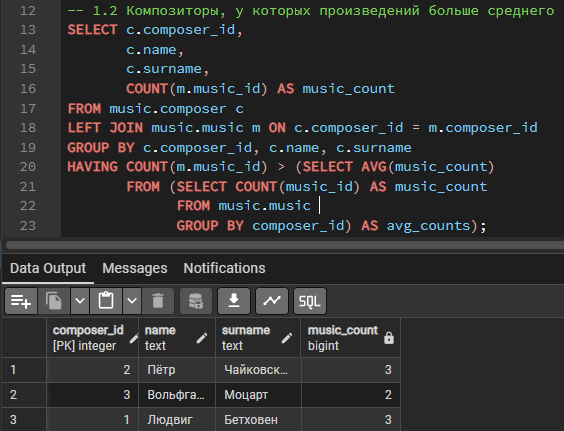 12 -- 1.2 Композиторы, у которых произведений больше среднего
13 SELECT c.composer_id,
14 c.name,
15 c.surname,
16 COUNT(m.music_id) AS music_count
17 FROM music.composer c
18 LEFT JOIN music.music m ON c.composer_id = m.composer_id
19 GROUP BY c.composer_id, c.name, c.surname
20 HAVING COUNT(m.music_id) > (SELECT AVG(music_count)
21 FROM (SELECT COUNT(music_id) AS music_count
22 FROM music.music
23 GROUP BY composer_id) AS avg_counts);
Data Output Messages Notifications
SQL
composer_id name surname music_count
[PK] integer text text bigint
1 2 Пётр Чайковск... 3
2 3 Вольфга... Моцарт 2
3 1 Людвиг Бетховен 3